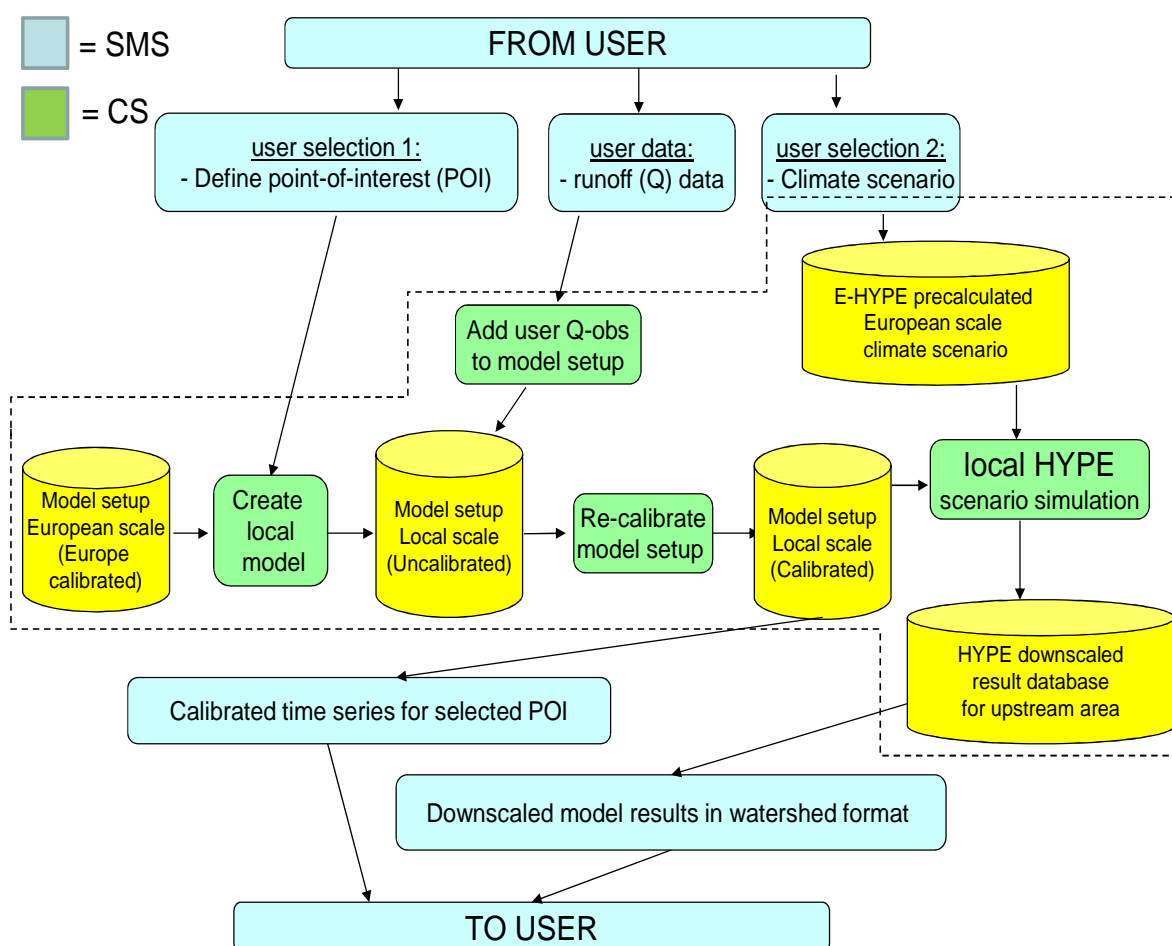 = SMS
= CS
FROM USER
user selection 1:
- Define point-of-interest (POI)
user data:
- runoff (Q) data
user selection 2:
- Climate scenario
E-HYPE precalculated
European scale
climate scenario
Add user Q-obs
to model setup
Model setup
European scale
(Europe
calibrated)
Create
local
model
Model setup
Local scale
(Uncalibrated)
Re-calibrate
model setup
Model setup
Local scale
(Calibrated)
local HYPE
scenario simulation
HYPE downscaled
result database
for upstream area
Calibrated time series for selected POI
Downscaled model results in watershed format
TO USER